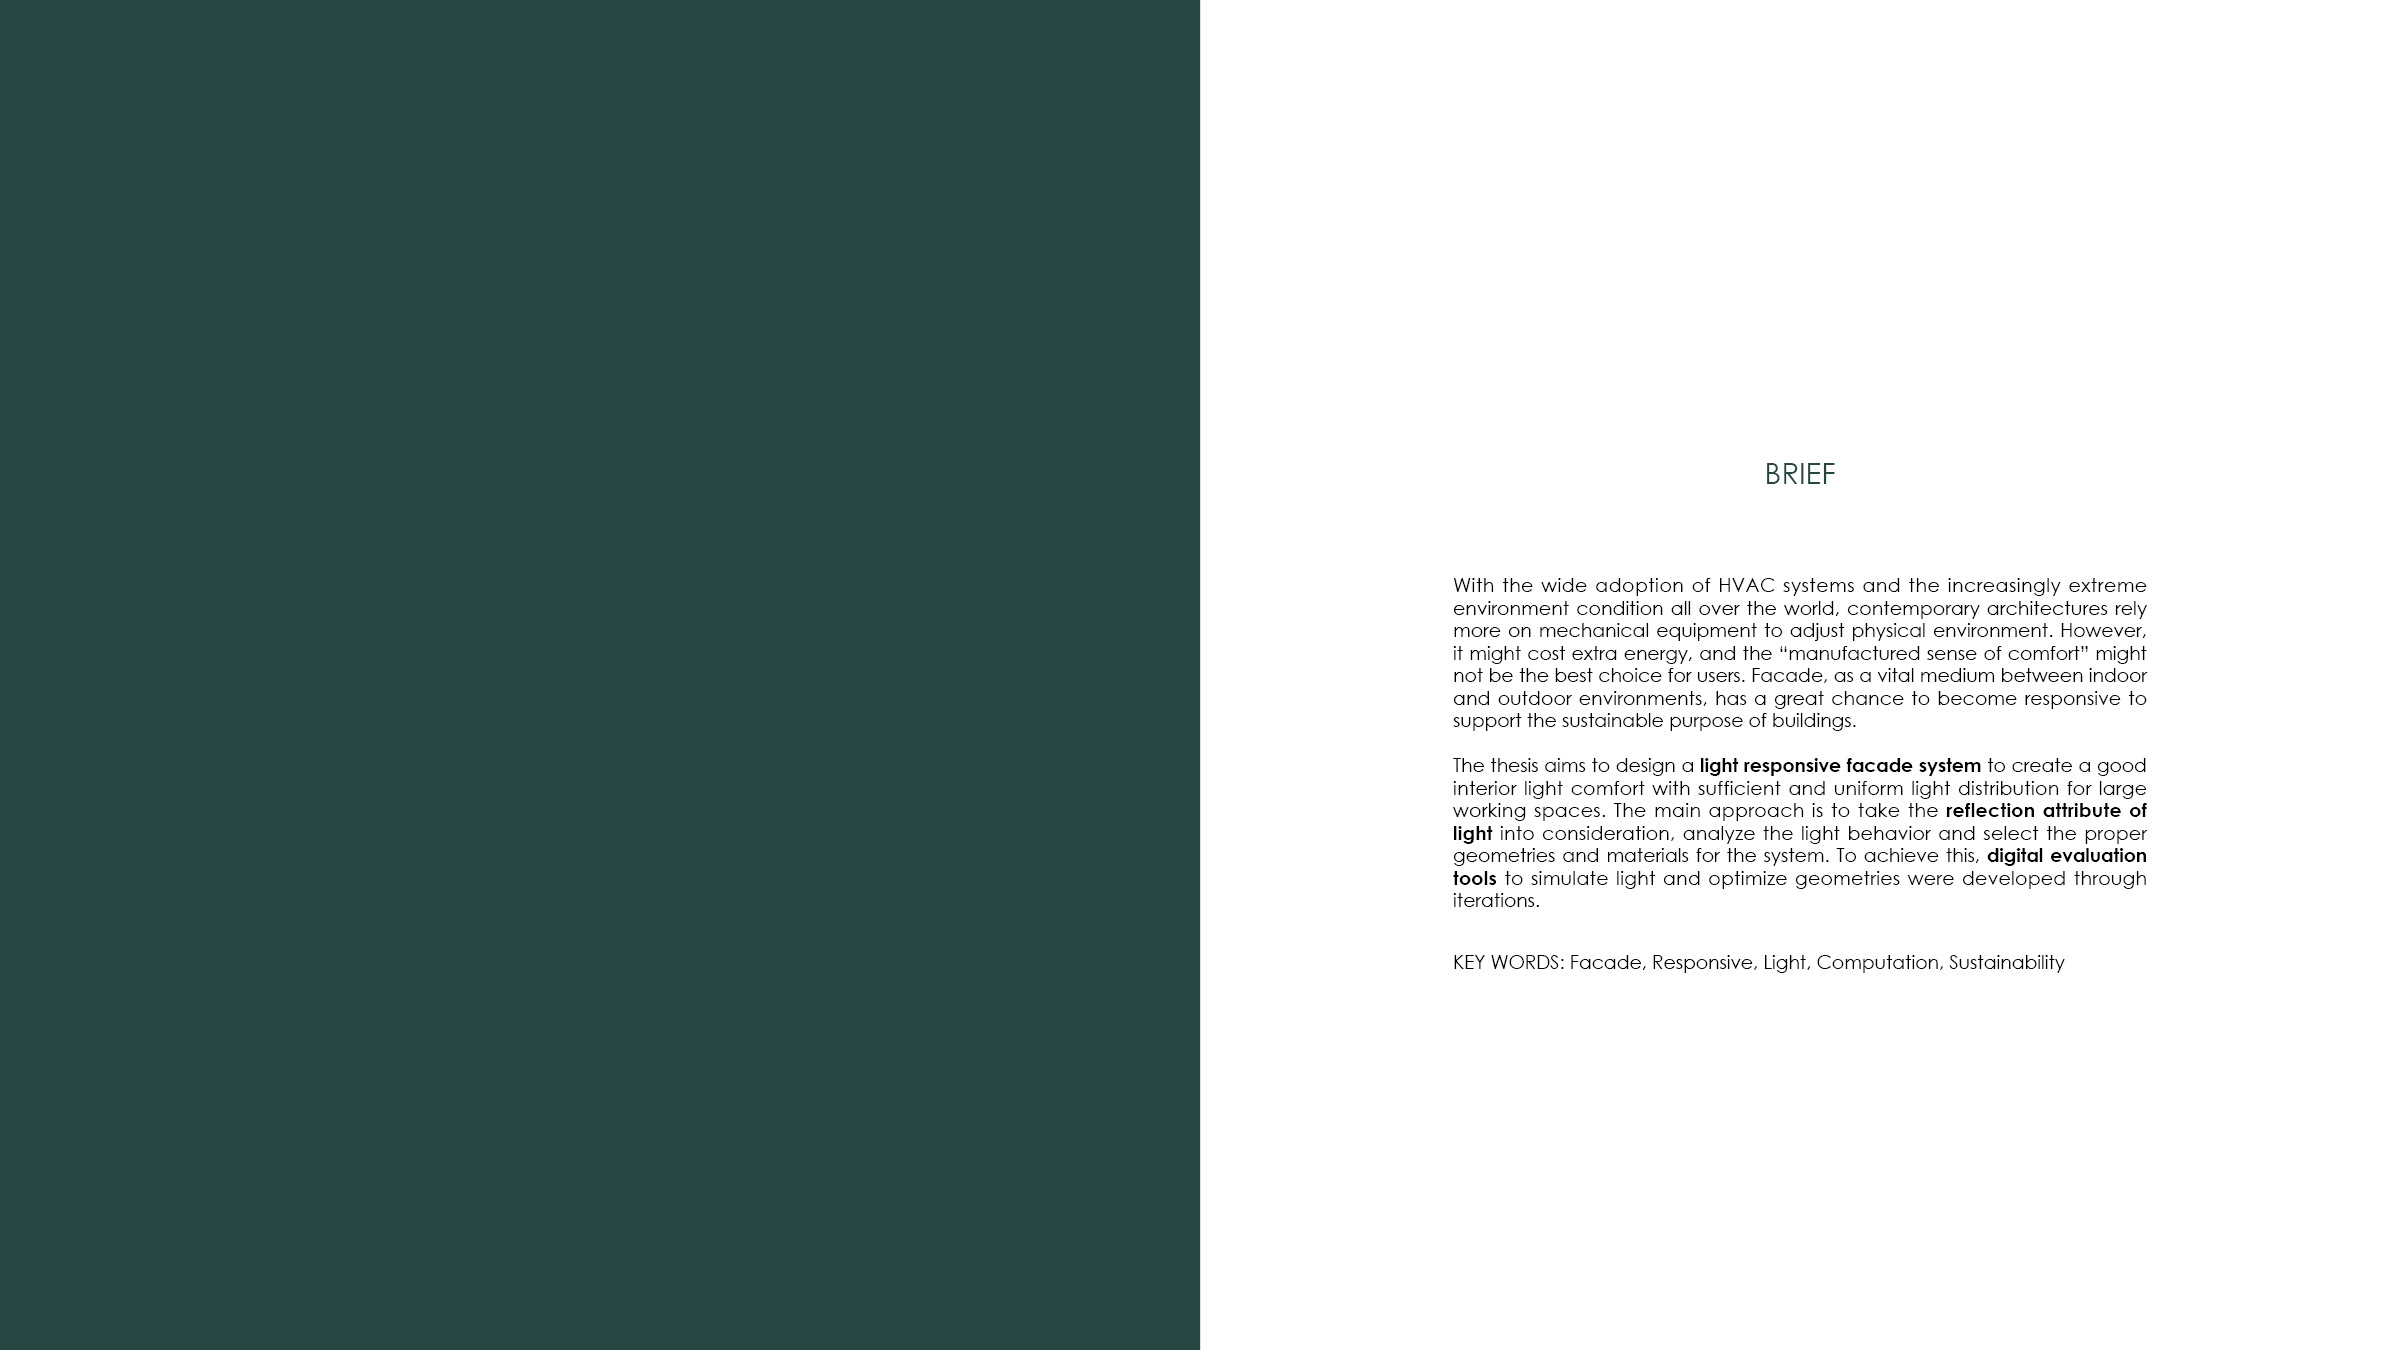 BRIEF
With the wide adoption of HVAC systems and the increasingly extreme
environment condition all over the world, contemporary architectures rely
more on mechanical equipment to adjust physical environment. However,
it might cost extra energy, and the “manufactured sense of comfort” might
not be the best choice for users. Facade, as a vital medium between indoor
and outdoor environments, has a great chance to become responsive to
support the sustainable purpose of buildings.
The thesis aims to design a light responsive facade system to create a good
interior light comfort with sufficient and uniform light distribution for large
working spaces. The main approach is to take the reflection attribute of
light into consideration, analyze the light behavior and select the proper
geometries and materials for the system. To achieve this, digital evaluation
tools to simulate light and optimize geometries were developed through
iterations.
KEY WORDS: Facade, Responsive, Light, Computation, Sustainability